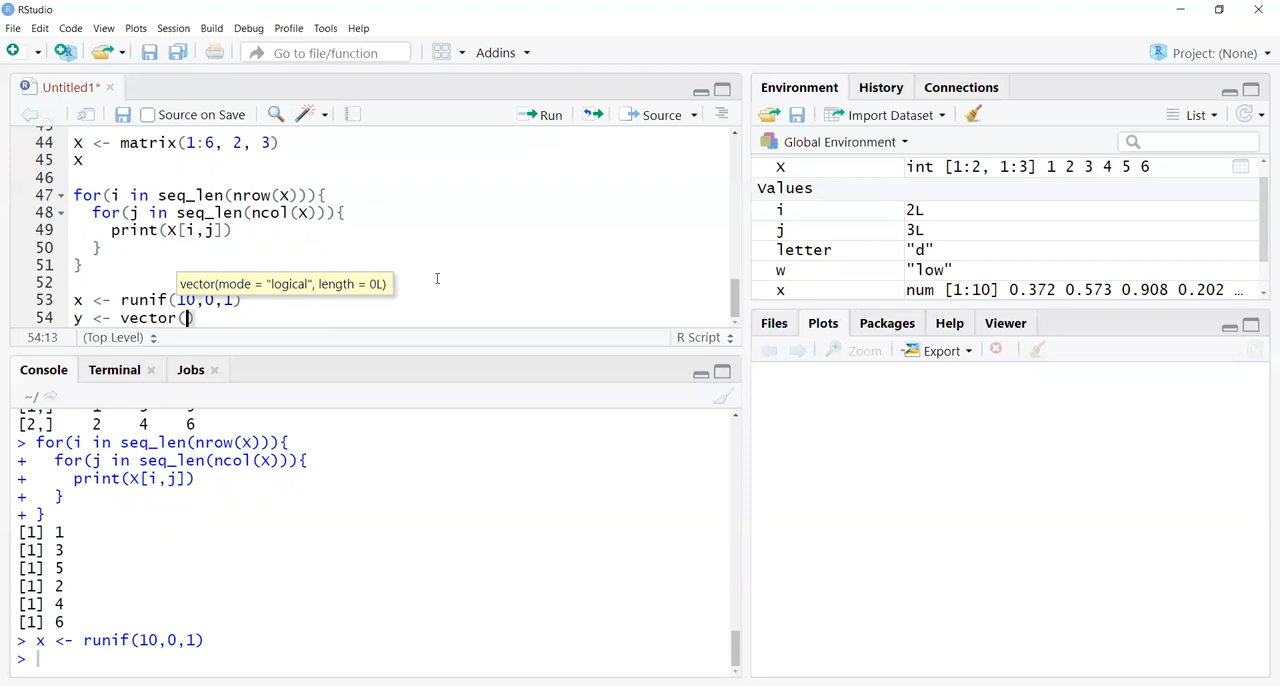 RStudio
File Edit Code View Plots Session Build Debug Profile Tools Help
Go to file/function Addins Project: (None)
Untitled1*
Source on Save Run Source
44 x <- matrix(1:6, 2, 3)
45 x
46
47 for(i in seq_len(nrow(x))){
48 for(j in seq_len(ncol(x))){
49 print(x[i,j])
50 }
51 }
52
vector(mode = "logical", length = 0L)
53 x <- runif(10,0,1)
54 y <- vector()
54:13 (Top Level) R Script
Console Terminal Jobs
~/
[2,] 2 4 6
> for(i in seq_len(nrow(x))){
+ for(j in seq_len(ncol(x))){
+ print(x[i,j])
+ }
+ }
[1] 1
[1] 3
[1] 5
[1] 2
[1] 4
[1] 6
> x <- runif(10,0,1)
>
Environment History Connections
Import Dataset List
Global Environment
x int [1:2, 1:3] 1 2 3 4 5 6
Values
i 2L
j 3L
letter "d"
w "low"
x num [1:10] 0.372 0.573 0.908 0.202 ...
Files Plots Packages Help Viewer
Zoom Export